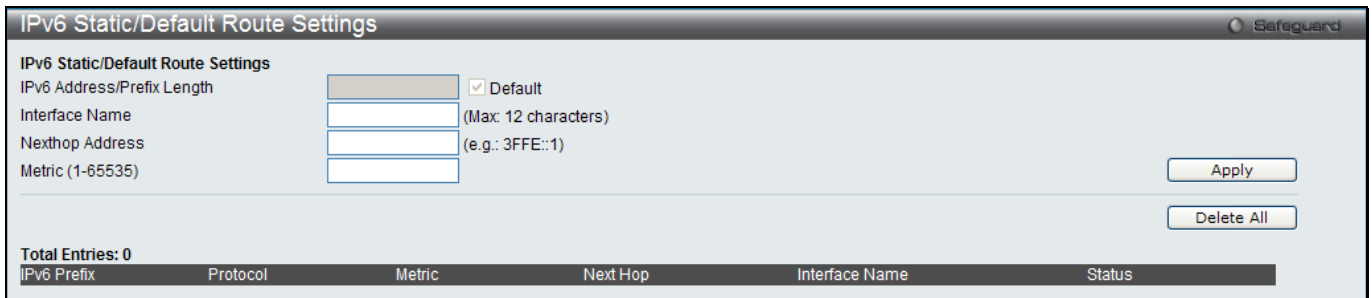 IPv6 Static/Default Route Settings
Safeguard
IPv6 Static/Default Route Settings
IPv6 Address/Prefix Length Default
Interface Name (Max: 12 characters)
Nexthop Address (e.g.: 3FFE::1)
Metric (1-65535)
Apply
Delete All
Total Entries: 0
IPv6 Prefix Protocol Metric Next Hop Interface Name Status